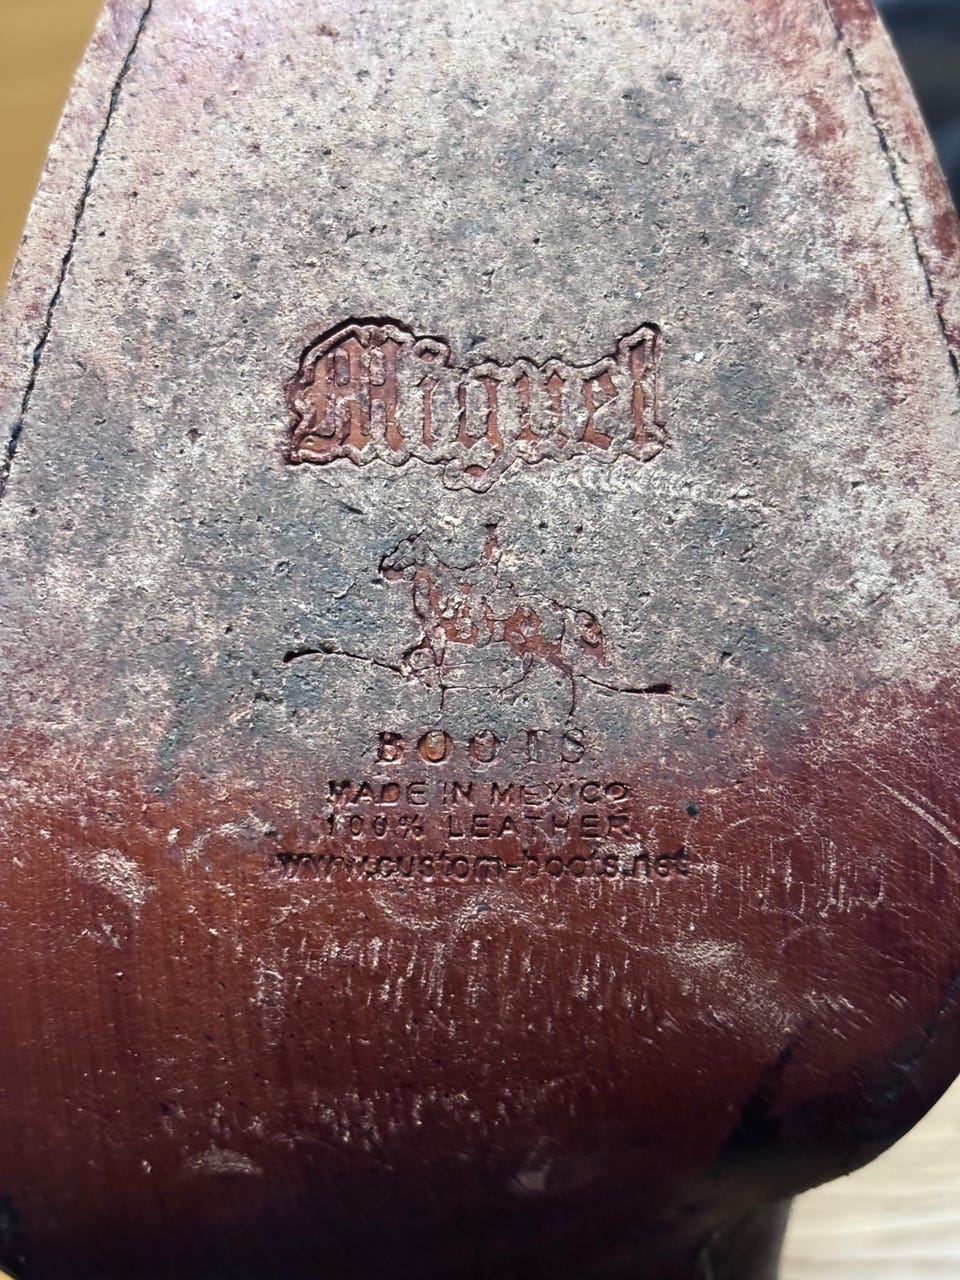 Miguel
BOOTS
MADE IN MEXICO
100% LEATHER
www.custom-boots.net